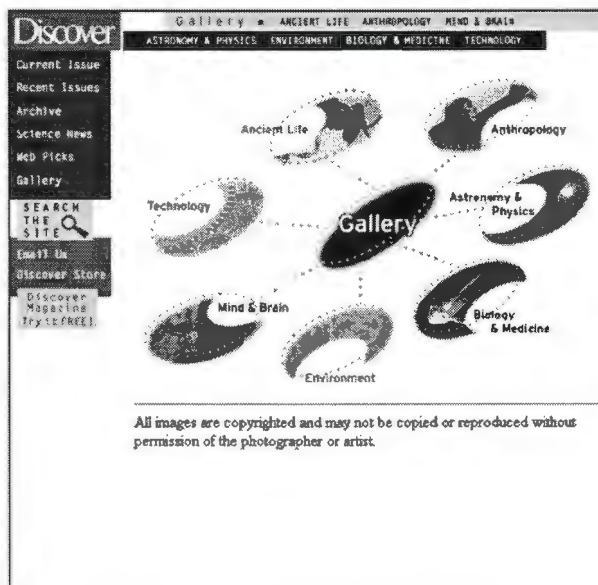 Discover
Gallery ANCIENT LIFE ANTHROPOLOGY MIND & BRAIN
ASTRONOMY & PHYSICS ENVIRONMENT BIOLOGY & MEDICINE TECHNOLOGY
Current Issue
Recent Issues
Archive
Science News
Web Picks
Gallery
SEARCH
THE
SITE
Email Us
Discover Store
Discover
Magazine
Try it FREE!
Ancient Life
Anthropology
Technology
Gallery
Astronomy &
Physics
Mind & Brain
Biology
& Medicine
Environment
All images are copyrighted and may not be copied or reproduced without
permission of the photographer or artist.